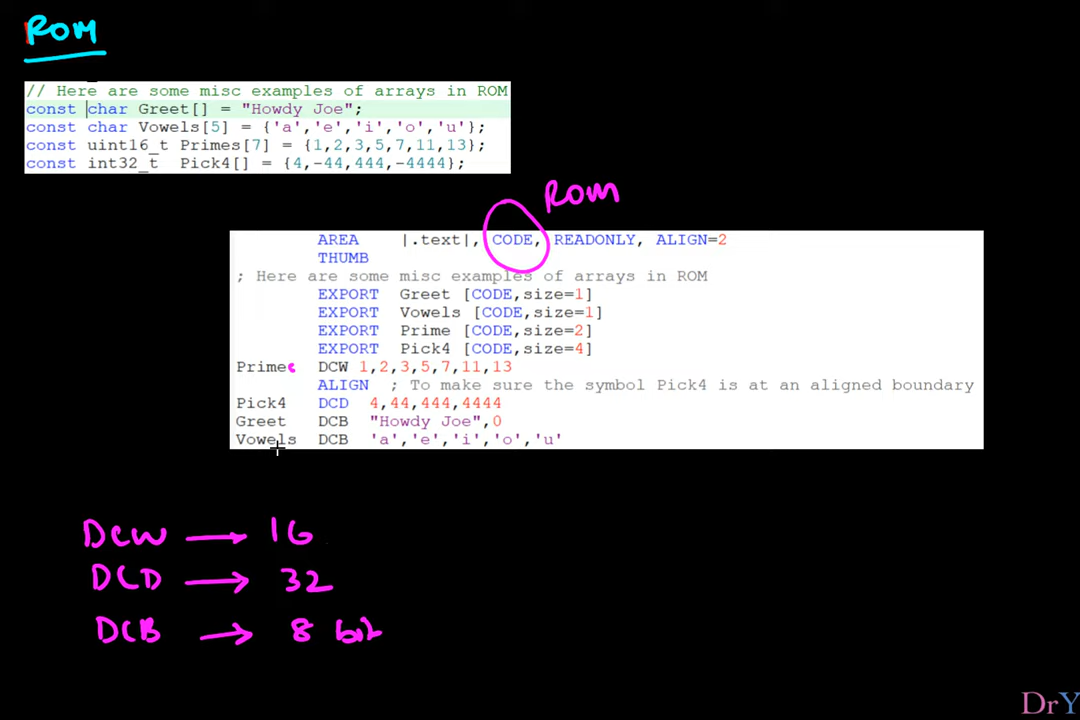 ROM
// Here are some misc examples of arrays in ROM
const char Greet[] = "Howdy Joe";
const char Vowels[5] = {'a','e','i','o','u'};
const uint16_t Primes[7] = {1,2,3,5,7,11,13};
const int32_t  Pick4[] = {4,-44,444,-4444};
ROM
AREA    |.text|, CODE, READONLY, ALIGN=2
THUMB
; Here are some misc examples of arrays in ROM
EXPORT  Greet [CODE,size=1]
EXPORT  Vowels [CODE,size=1]
EXPORT  Prime [CODE,size=2]
EXPORT  Pick4 [CODE,size=4]
Primes  DCW 1,2,3,5,7,11,13
ALIGN  ; To make sure the symbol Pick4 is at an aligned boundary
Pick4   DCD  4,44,444,4444
Greet   DCB  "Howdy Joe",0
Vowels  DCB  'a','e','i','o','u'
DCW → 16
DCD → 32
DCB → 8 bit
DrY